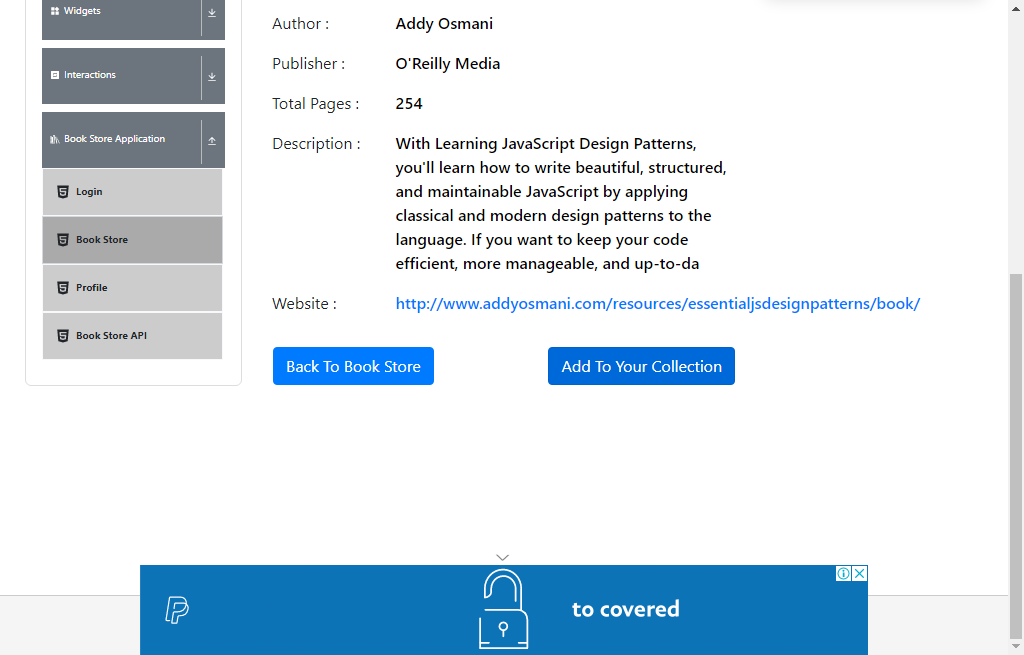 Widgets
Interactions
Book Store Application
Login
Book Store
Profile
Book Store API
Author : Addy Osmani
Publisher : O'Reilly Media
Total Pages : 254
Description : With Learning JavaScript Design Patterns,
you'll learn how to write beautiful, structured,
and maintainable JavaScript by applying
classical and modern design patterns to the
language. If you want to keep your code
efficient, more manageable, and up-to-da
Website : http://www.addyosmani.com/resources/essentialjsdesignpatterns/book/
Back To Book Store
Add To Your Collection
to covered